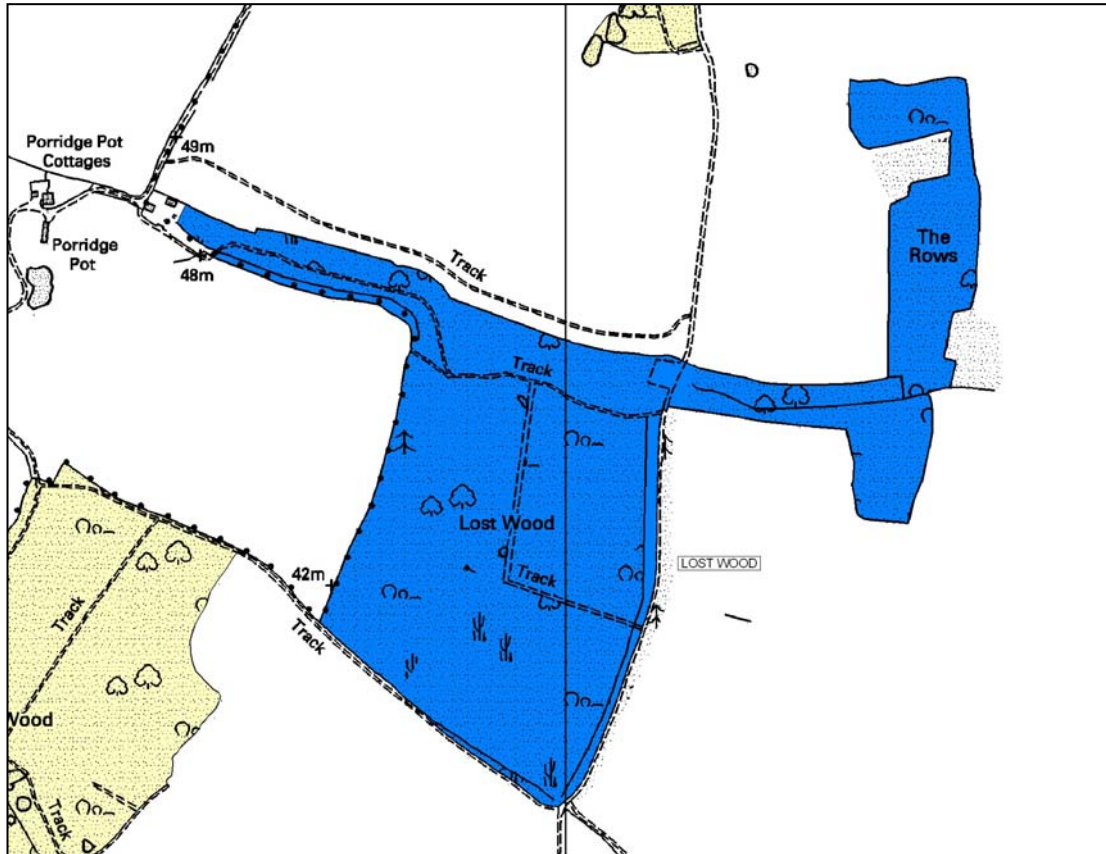 49m
Porridge Pot
Cottages
Porridge
Pot
48m
Track
The
Rows
Track
Lost Wood
LOST WOOD
Track
42m
Track
Track
Wood
Track